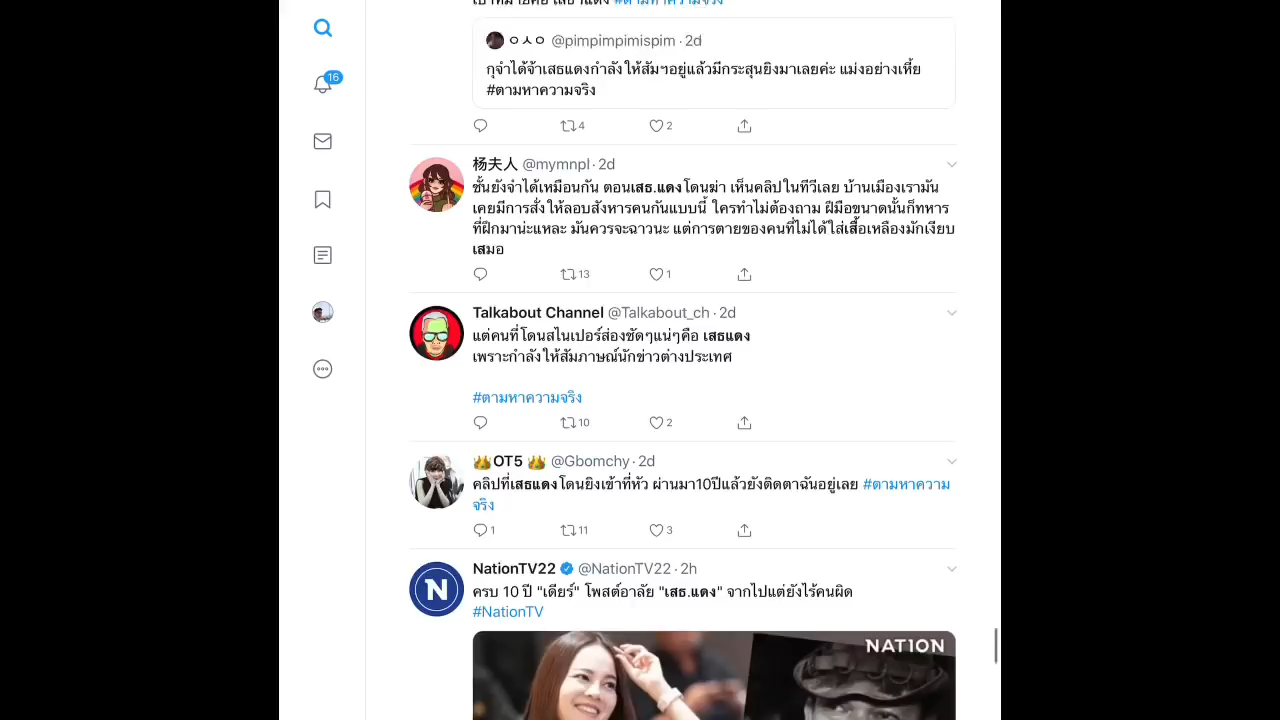 16
#ตามหาความจริง
ㅇㅅㅇ @pimpimpimispim · 2d
กุจำได้จ้าเสธแดงกำลังให้สัมฯอยู่แล้วมีกระสุนยิงมาเลยค่ะ แม่งอย่างเหี้ย
#ตามหาความจริง
4
2
杨夫人 @mymnpl · 2d
ชั้นยังจำได้เหมือนกัน ตอนเสธ.แดงโดนฆ่า เห็นคลิปในทีวีเลย บ้านเมืองเรามัน
เคยมีการสั่งให้ลอบสังหารคนกันแบบนี้ ใครทำไม่ต้องถาม ฝีมือขนาดนั้นก็ทหาร
ที่ฝึกมาน่ะแหละ มันควรจะฉาวนะ แต่การตายของคนที่ไม่ได้ใส่เสื้อเหลืองมักเงียบ
เสมอ
13
1
Talkabout Channel @Talkabout_ch · 2d
แต่คนที่โดนสไนเปอร์ส่องชัดๆแน่ๆคือ เสธแดง
เพราะกำลังให้สัมภาษณ์นักข่าวต่างประเทศ
#ตามหาความจริง
10
2
👑OT5 👑 @Gbomchy · 2d
คลิปที่เสธแดงโดนยิงเข้าที่หัว ผ่านมา10ปีแล้วยังติดตาฉันอยู่เลย #ตามหาความ
จริง
1
11
3
NationTV22 @NationTV22 · 2h
ครบ 10 ปี "เดียร์" โพสต์อาลัย "เสธ.แดง" จากไปแต่ยังไร้คนผิด
#NationTV
N
NATION